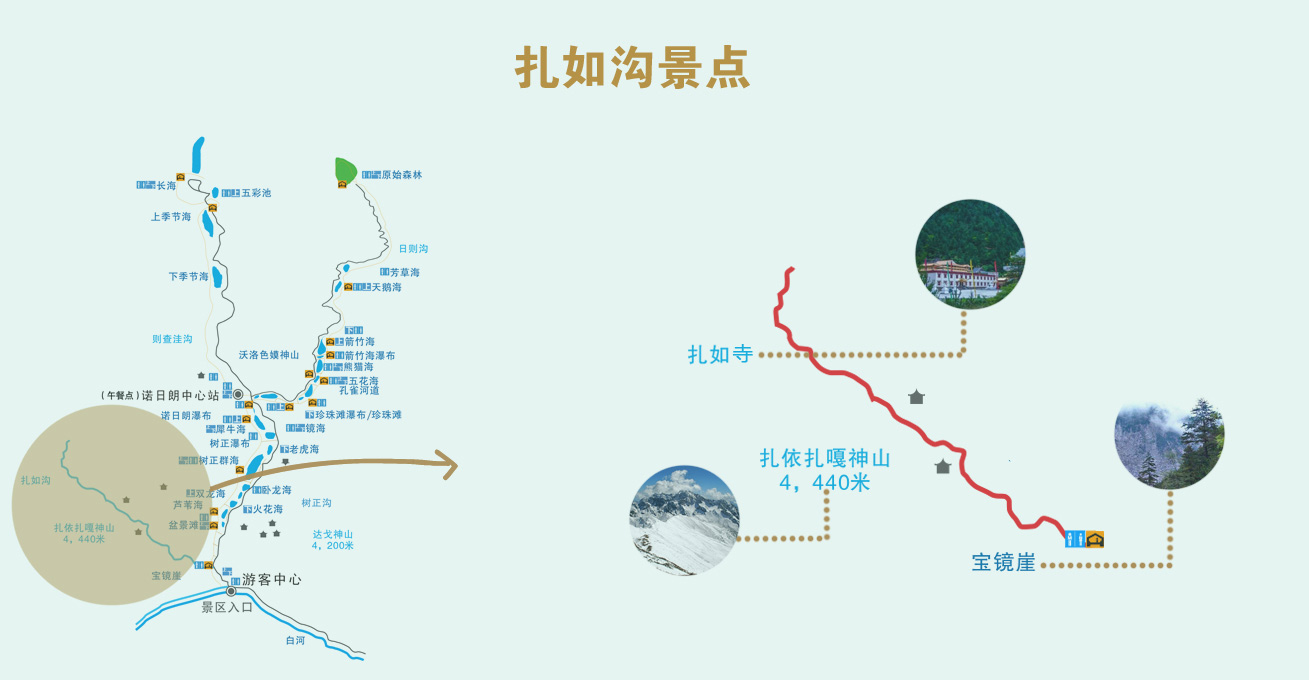 扎如沟景点
长海
五彩池
原始森林
上季节海
日则沟
下季节海
芳草海
天鹅海
则查洼沟
箭竹海
沃洛色嫫神山
箭竹海瀑布
熊猫海
五花海
孔雀河道
(午餐点)诺日朗中心站
诺日朗瀑布
珍珠滩瀑布/珍珠滩
犀牛海
镜海
树正瀑布
老虎海
树正群海
扎如沟
双龙海
卧龙海
芦苇海
树正沟
火花海
盆景滩
扎依扎嘎神山
4，440米
达戈神山
4，200米
宝镜崖
游客中心
景区入口
白河
扎如寺
扎依扎嘎神山
4，440米
宝镜崖